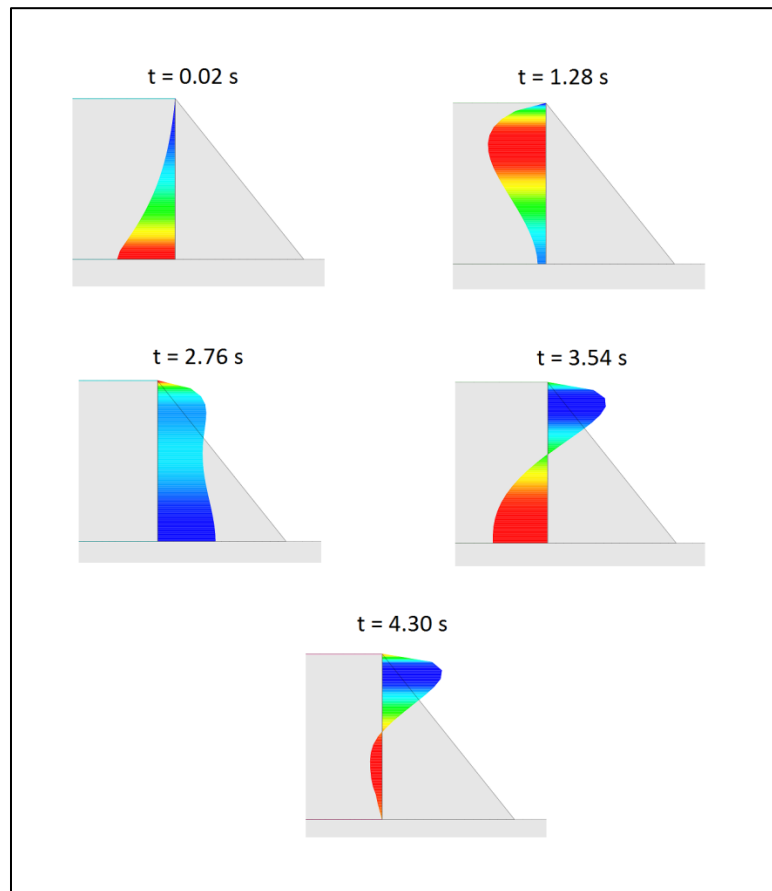 t = 0.02 s
t = 1.28 s
t = 2.76 s
t = 3.54 s
t = 4.30 s